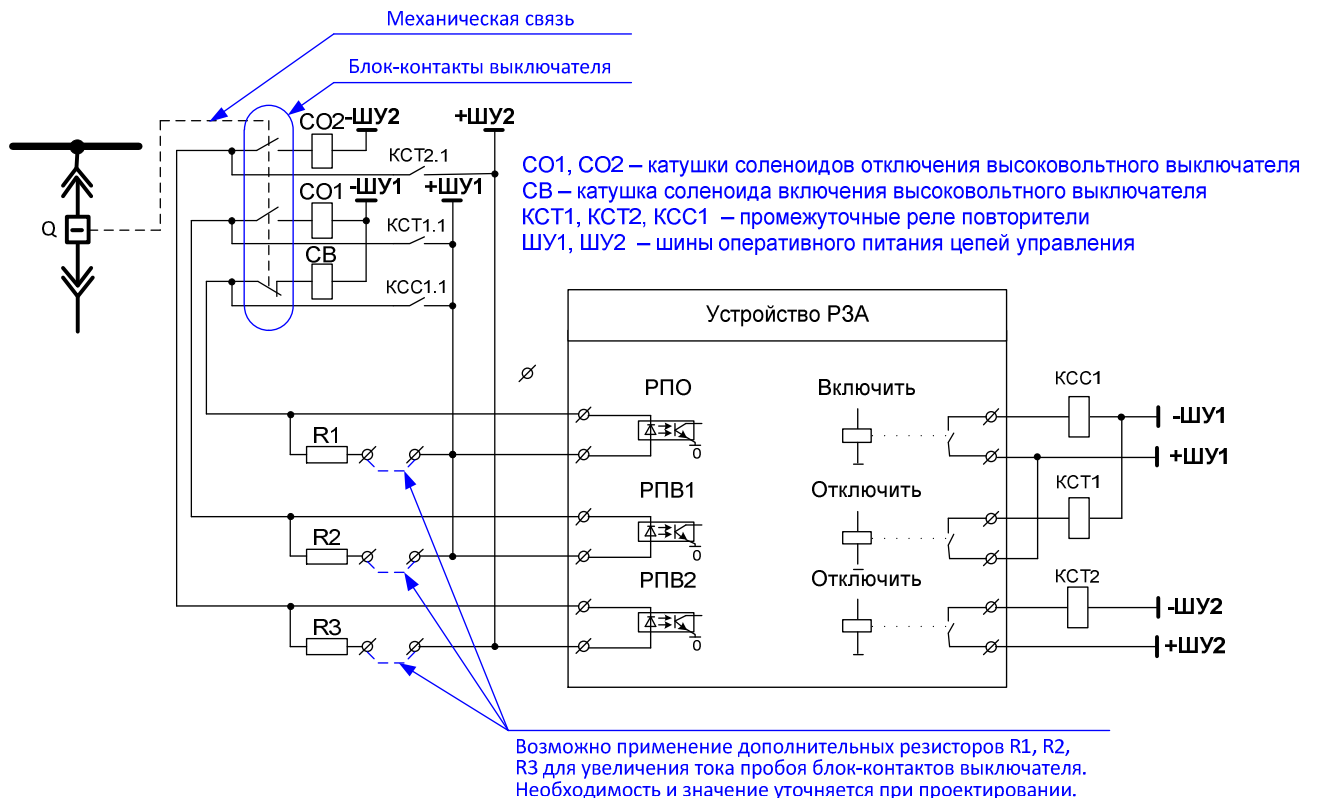 Механическая связь
Блок-контакты выключателя
СО2
-ШУ2
+ШУ2
КСТ2.1
СО1
-ШУ1
+ШУ1
КСТ1.1
СВ
КСС1.1
Q
СО1, СО2 – катушки соленоидов отключения высоковольтного выключателя
СВ – катушка соленоида включения высоковольтного выключателя
КСТ1, КСТ2, КСС1 – промежуточные реле повторители
ШУ1, ШУ2 – шины оперативного питания цепей управления
Устройство РЗА
РПО
Включить
КСС1
-ШУ1
R1
0
+ШУ1
РПВ1
Отключить
КСТ1
R2
0
РПВ2
Отключить
КСТ2
-ШУ2
R3
0
+ШУ2
Возможно применение дополнительных резисторов R1, R2,
R3 для увеличения тока пробоя блок-контактов выключателя.
Необходимость и значение уточняется при проектировании.